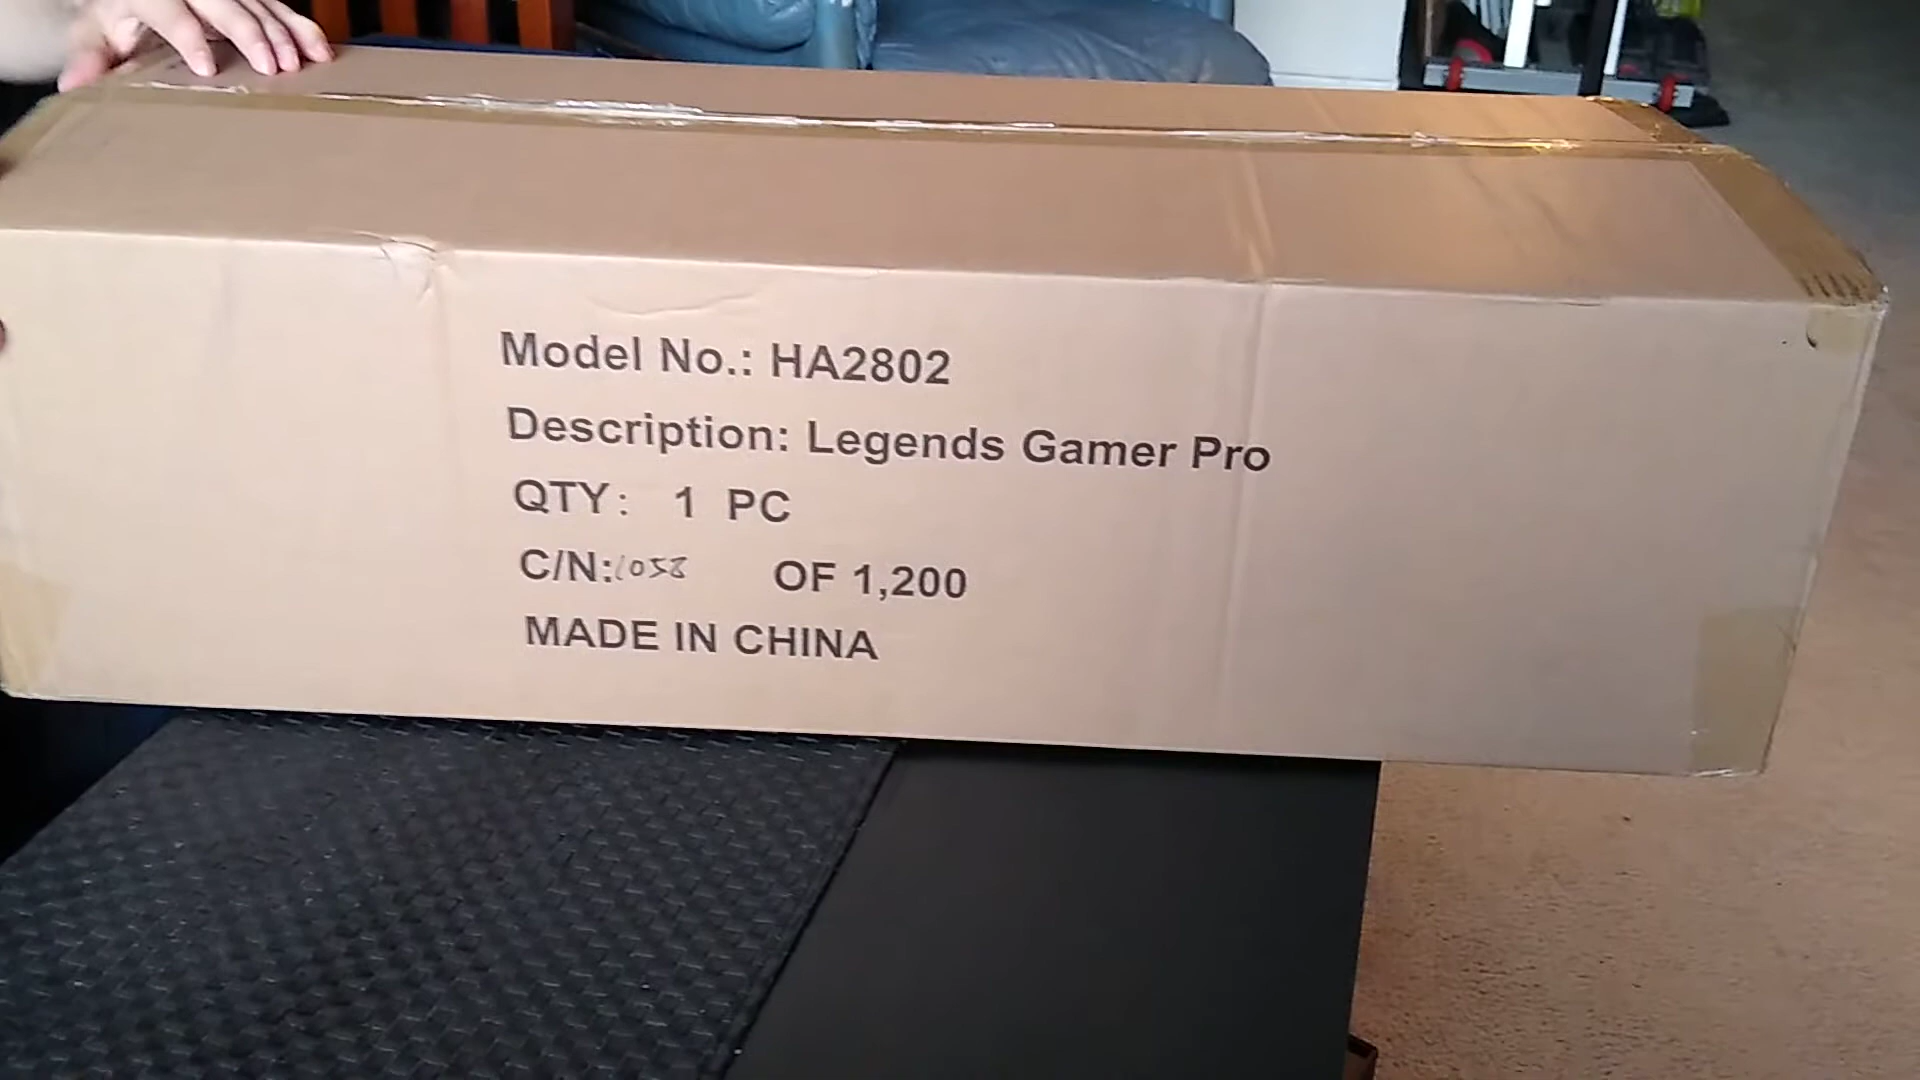 Model No.: HA2802
Description: Legends Gamer Pro
QTY: 1 PC
C/N: 1058 OF 1,200
MADE IN CHINA